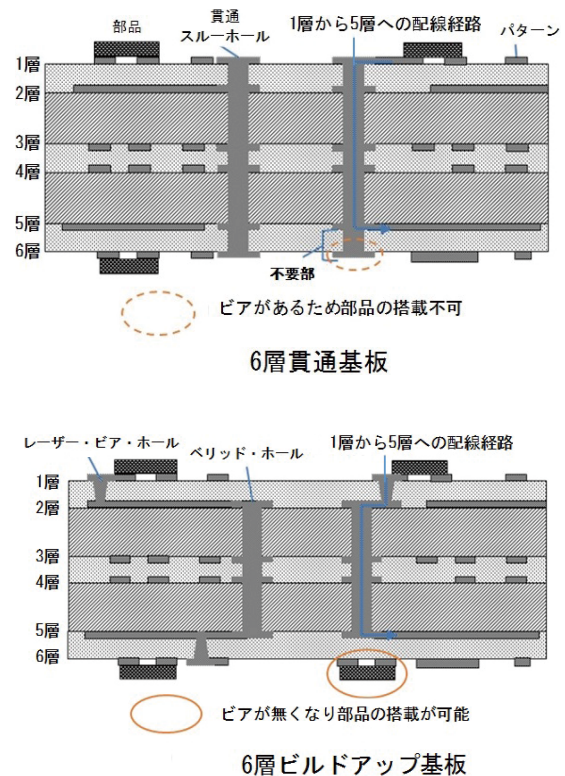 部品
貫通
スルーホール
1層から5層への配線経路
パターン
1層
2層
3層
4層
5層
6層
不要部
ビアがあるため部品の搭載不可
6層貫通基板
レーザー・ビア・ホール
ベリッド・ホール
1層から5層への配線経路
1層
2層
3層
4層
5層
6層
ビアが無くなり部品の搭載が可能
6層ビルドアップ基板